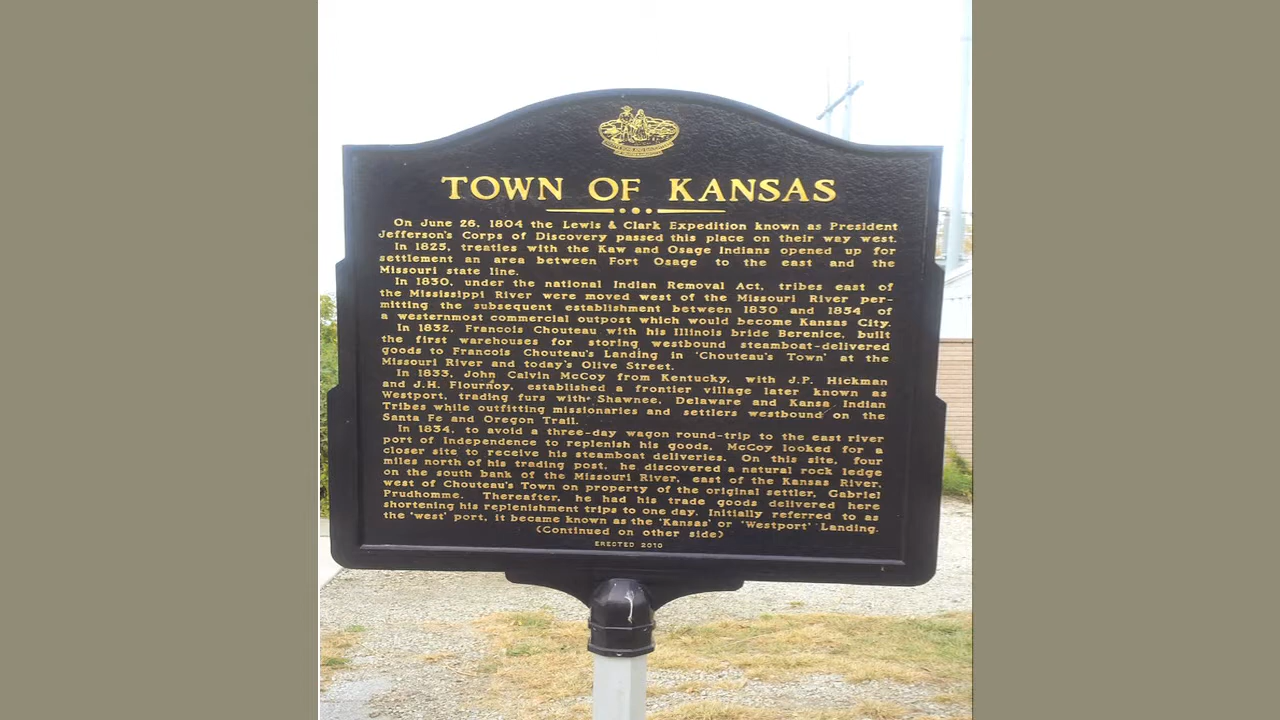 TOWN OF KANSAS
On June 26, 1804 the Lewis & Clark Expedition known as President
Jefferson's Corps of Discovery passed this place on their way west.
In 1825, treaties with the Kaw and Osage Indians opened up for
settlement an area between Fort Osage to the east and the
Missouri state line.
In 1830, under the national Indian Removal Act, tribes east of
the Mississippi River were moved west of the Missouri River per-
mitting the subsequent establishment between 1830 and 1854 of
a westernmost commercial outpost which would become Kansas City.
In 1832, Francois Chouteau with his Illinois bride Berenice, built
the first warehouses for storing westbound steamboat-delivered
goods to Francois Chouteau's Landing in 'Chouteau's Town' at the
Missouri River and today's Olive Street.
In 1833, John Calvin McCoy from Kentucky, with J.P. Hickman
and J.H. Flournoy, established a frontier village later known as
Westport, trading furs with Shawnee, Delaware and Kansa Indian
Tribes while outfitting missionaries and settlers westbound on the
Santa Fe and Oregon Trail.
In 1834, to avoid a three-day wagon round-trip to the east river
port of Independence to replenish his goods, McCoy looked for a
closer site to receive his steamboat deliveries. On this site, four
miles north of his trading post, he discovered a natural rock ledge
on the south bank of the Missouri River, east of the Kansas River,
west of Chouteau's Town on property of the original settler, Gabriel
Prudhomme. Thereafter, he had his trade goods delivered here
shortening his replenishment trips to one day. Initially referred to as
the 'west' port, it became known as the 'Kansas' or 'Westport' Landing.
(Continued on other side)
ERECTED 2010